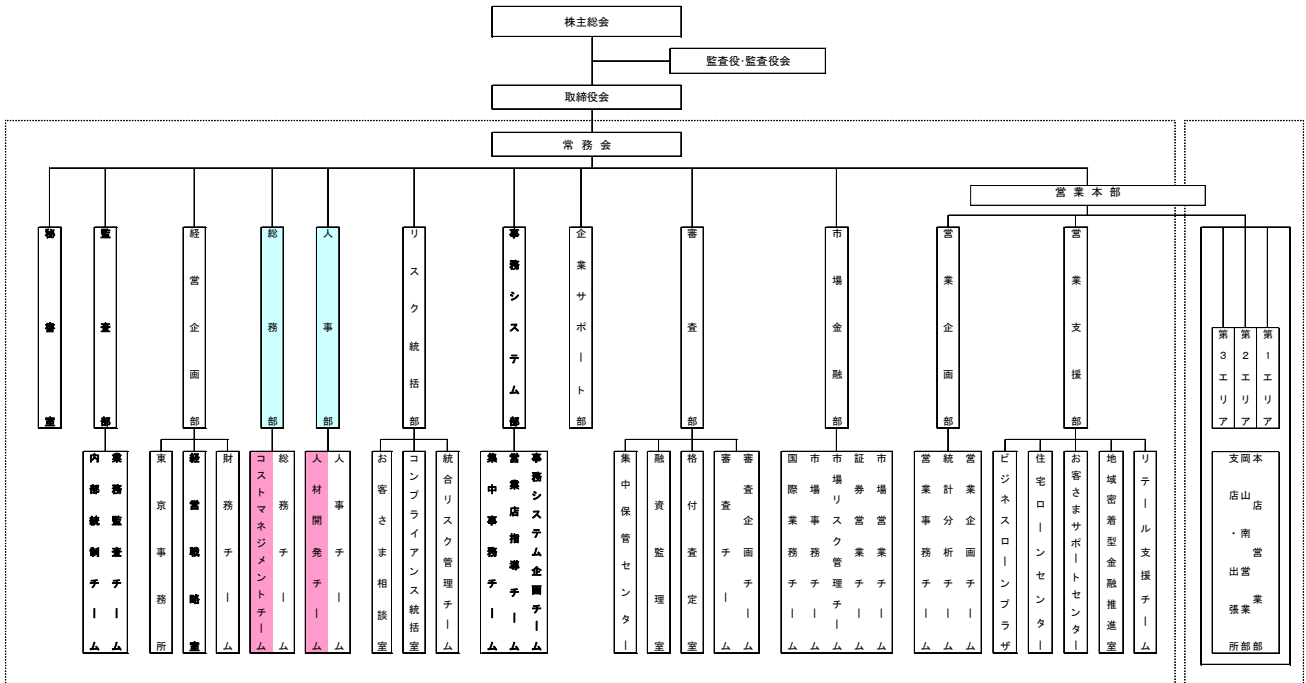 株主総会
監査役・監査役会
取締役会
常務会
営業本部
秘書室
監査部
経営企画部
総務部
人事部
リスク統括部
事務システム部
企業サポート部
審査部
市場金融部
営業企画部
営業支援部
第3エリア
第2エリア
第1エリア
内部統制チーム
業務監査チーム
東京事務所
経営戦略室
財務チーム
コストマネジメントチーム
総務チーム
人材開発チーム
人事チーム
お客さま相談室
コンプライアンス統括室
統合リスク管理チーム
集中事務チーム
営業店指導チーム
事務システム企画チーム
集中保管センター
融資監理室
格付査定室
審査チーム
審査企画チーム
国際業務チーム
市場事務チーム
市場リスク管理チーム
証券営業チーム
市場営業チーム
営業事務チーム
統計分析チーム
営業企画チーム
ビジネスローンプラザ
住宅ローンセンター
お客さまサポートセンター
地域密着型金融推進室
リテール支援チーム
支店・出張所
岡山南営業部
本店営業部